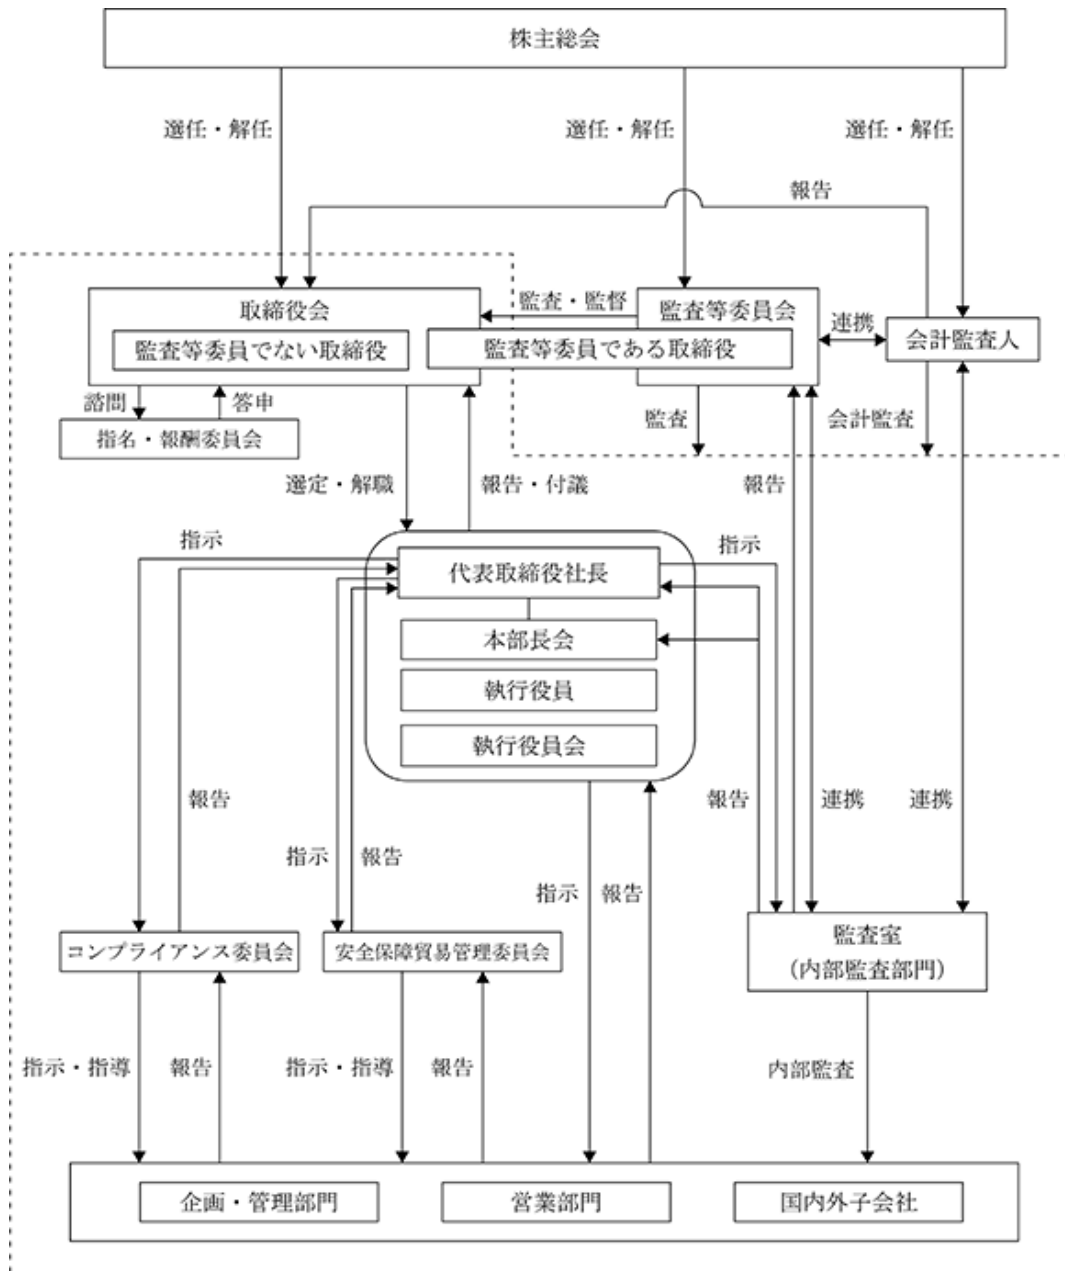 株主総会
選任・解任
選任・解任
選任・解任
報告
取締役会
監査・監督
監査等委員会
連携
会計監査人
監査等委員でない取締役
監査等委員である取締役
諮問
答申
監査
会計監査
指名・報酬委員会
選定・解職
報告・付議
報告
指示
指示
代表取締役社長
本部長会
執行役員
執行役員会
報告
報告
連携
連携
指示
報告
指示
報告
コンプライアンス委員会
安全保障貿易管理委員会
監査室
（内部監査部門）
指示・指導
報告
指示・指導
報告
内部監査
企画・管理部門
営業部門
国内外子会社